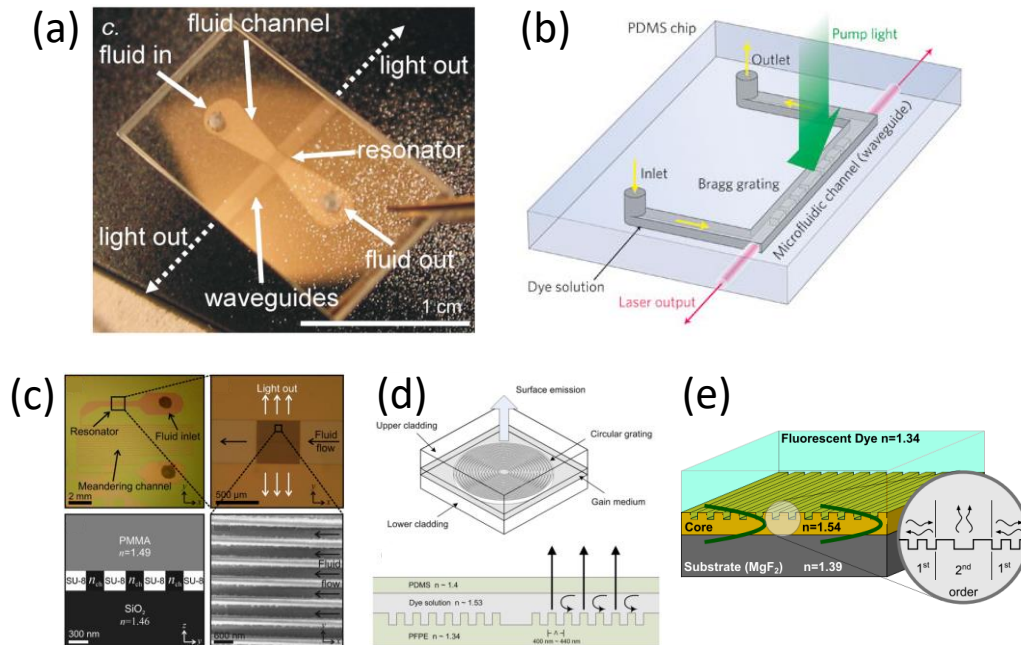 (a)
c.
fluid channel
fluid in
light out
resonator
light out
fluid out
waveguides
1 cm
(b)
PDMS chip
Pump light
Outlet
Inlet
Bragg grating
Microfluidic channel (waveguide)
Dye solution
Laser output
(c)
Resonator
Fluid inlet
Meandering channel
2 mm
Light out
Fluid
flow
500 μm
PMMA
n=1.49
SU-8 nch SU-8 nch SU-8 nch SU-8
SiO2
n=1.46
300 nm
z
y
Fluid
flow
600 nm
(d)
Surface emission
Upper cladding
Circular grating
Gain medium
Lower cladding
PDMS n ~ 1.4
Dye solution n ~ 1.53
PFPE n ~ 1.34
Λ
400 nm ~ 440 nm
(e)
Fluorescent Dye n=1.34
Core n=1.54
Substrate (MgF2) n=1.39
1st 2nd 1st
order